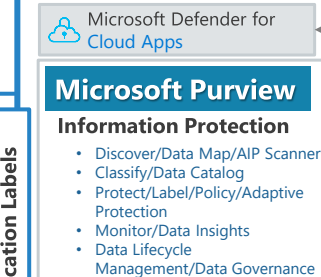 Microsoft Defender for
Cloud Apps
Microsoft Purview
Information Protection
• Discover/Data Map/AIP Scanner
• Classify/Data Catalog
• Protect/Label/Policy/Adaptive
Protection
• Monitor/Data Insights
• Data Lifecycle
Management/Data Governance
cation Labels